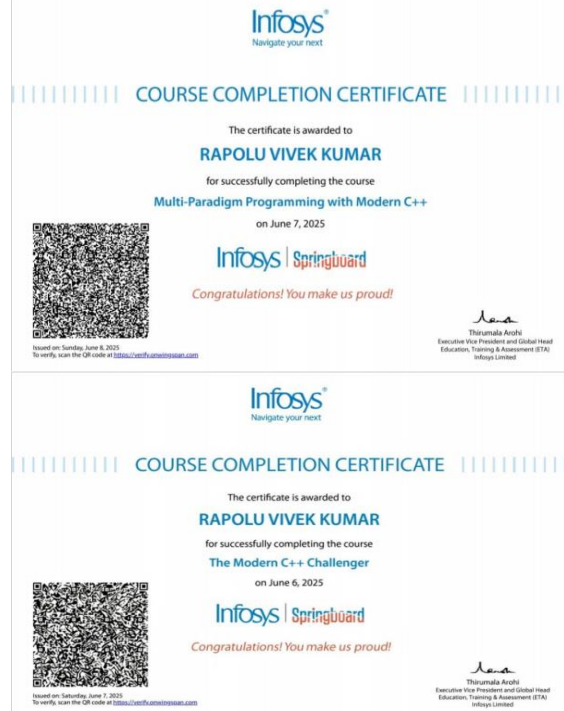 Infosys®
Navigate your next
COURSE COMPLETION CERTIFICATE
The certificate is awarded to
RAPOLU VIVEK KUMAR
for successfully completing the course
Multi-Paradigm Programming with Modern C++
on June 7, 2025
Infosys | Springboard
Congratulations! You make us proud!
Issued on: Sunday, June 8, 2025
To verify, scan the QR code at https://verify.onwingspan.com
Thirumala Arohi
Executive Vice President and Global Head
Education, Training & Assessment (ETA)
Infosys Limited
Infosys®
Navigate your next
COURSE COMPLETION CERTIFICATE
The certificate is awarded to
RAPOLU VIVEK KUMAR
for successfully completing the course
The Modern C++ Challenger
on June 6, 2025
Infosys | Springboard
Congratulations! You make us proud!
Issued on: Saturday, June 7, 2025
To verify, scan the QR code at https://verify.onwingspan.com
Thirumala Arohi
Executive Vice President and Global Head
Education, Training & Assessment (ETA)
Infosys Limited